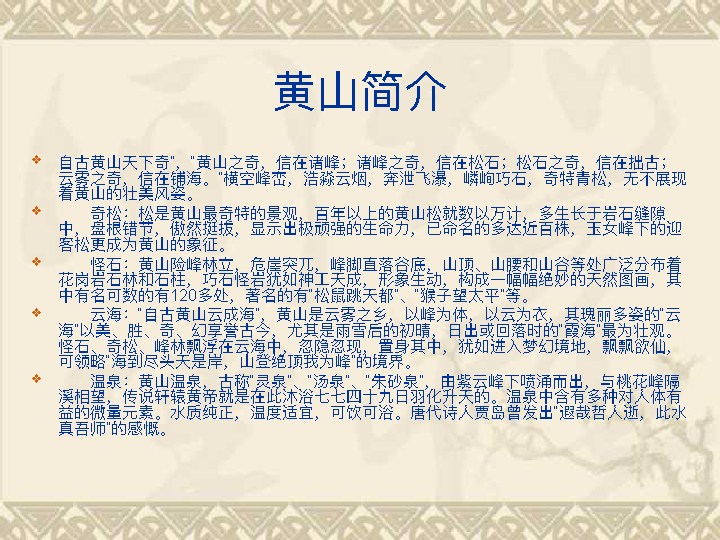 黄山简介
自古黄山天下奇“，“黄山之奇，信在诸峰；诸峰之奇，信在松石；松石之奇，信在拙古；
云雾之奇，信在铺海。”横空峰峦，浩淼云烟，奔泄飞瀑，嶙峋巧石，奇特青松，无不展现
着黄山的壮美风姿。
奇松：松是黄山最奇特的景观，百年以上的黄山松就数以万计，多生长于岩石缝隙
中，盘根错节，傲然挺拔，显示出极顽强的生命力，已命名的多达近百株，玉女峰下的迎
客松更成为黄山的象征。
怪石：黄山险峰林立，危崖突兀，峰脚直落谷底，山顶、山腰和山谷等处广泛分布着
花岗岩石林和石柱，巧石怪岩犹如神工天成，形象生动，构成一幅幅绝妙的天然图画，其
中有名可数的有120多处，著名的有“松鼠跳天都”、“猴子望太平”等。
云海：“自古黄山云成海”，黄山是云雾之乡，以峰为体，以云为衣，其瑰丽多姿的“云
海”以美、胜、奇、幻享誉古今，尤其是雨雪后的初晴，日出或回落时的“霞海”最为壮观。
怪石、奇松、峰林飘浮在云海中，忽隐忽现，置身其中，犹如进入梦幻境地，飘飘欲仙，
可领略“海到尽头天是岸，山登绝顶我为峰”的境界。
温泉：黄山温泉，古称“灵泉”、“汤泉”、“朱砂泉”，由紫云峰下喷涌而出，与桃花峰隔
溪相望，传说轩辕黄帝就是在此沐浴七七四十九日羽化升天的。温泉中含有多种对人体有
益的微量元素。水质纯正，温度适宜，可饮可浴。唐代诗人贾岛曾发出“遐哉哲人逝，此水
真吾师”的感慨。